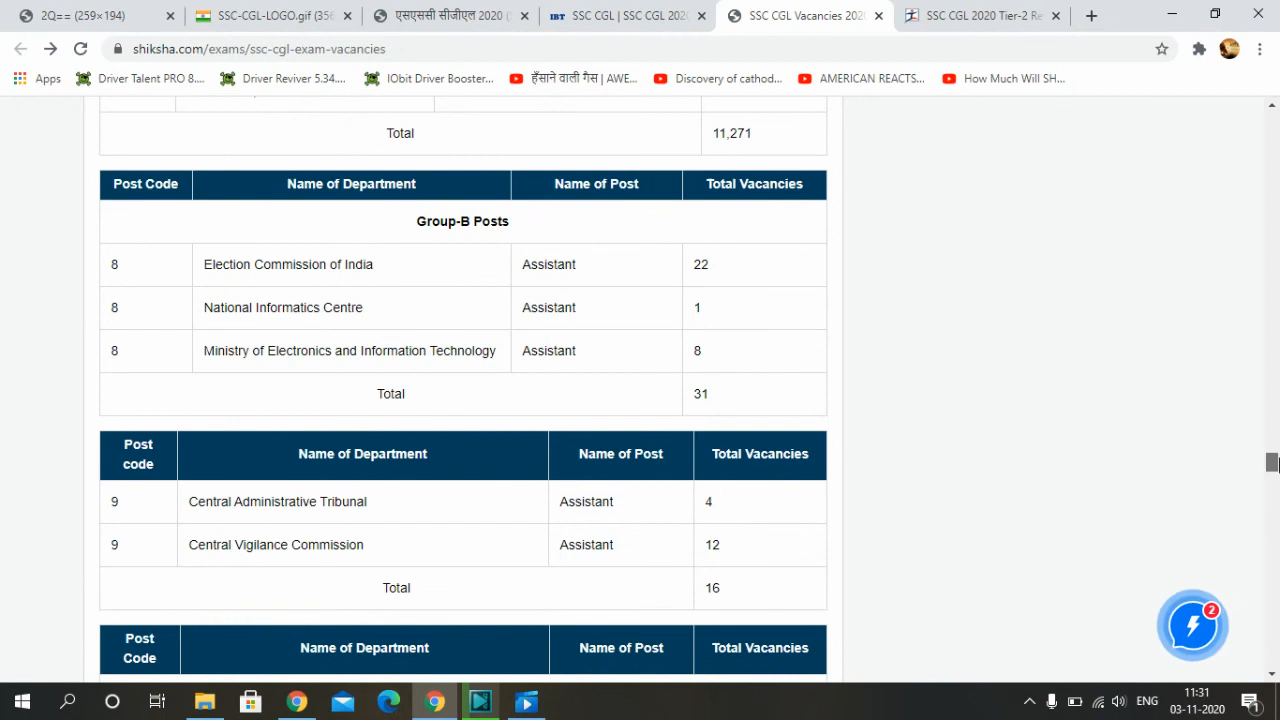 2Q== (259×194)
SSC-CGL-LOGO.gif (356
एसएससी सीजीएल 2020 (
IBT SSC CGL | SSC CGL 2020
SSC CGL Vacancies 2020
SSC CGL 2020 Tier-2 Re
shiksha.com/exams/ssc-cgl-exam-vacancies
Apps
Driver Talent PRO 8....
Driver Reviver 5.34....
IObit Driver Booster...
हँसाने वाली गैस | AWE...
Discovery of cathod...
AMERICAN REACTS...
How Much Will SH...
Total 11,271
Post Code Name of Department Name of Post Total Vacancies
Group-B Posts
8 Election Commission of India Assistant 22
8 National Informatics Centre Assistant 1
8 Ministry of Electronics and Information Technology Assistant 8
Total 31
Post code Name of Department Name of Post Total Vacancies
9 Central Administrative Tribunal Assistant 4
9 Central Vigilance Commission Assistant 12
Total 16
Post Code Name of Department Name of Post Total Vacancies
2
ENG
11:31
03-11-2020
1